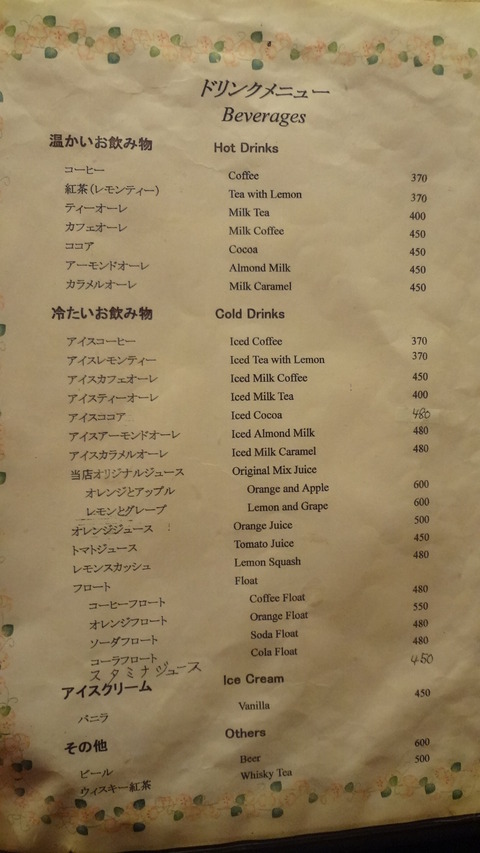 ドリンクメニュー
Beverages
温かいお飲み物 Hot Drinks
コーヒー Coffee 370
紅茶(レモンティー) Tea with Lemon 370
ティーオーレ Milk Tea 400
カフェオーレ Milk Coffee 450
ココア Cocoa 450
アーモンドオーレ Almond Milk 450
カラメルオーレ Milk Caramel 450
冷たいお飲み物 Cold Drinks
アイスコーヒー Iced Coffee 370
アイスレモンティー Iced Tea with Lemon 370
アイスカフェオーレ Iced Milk Coffee 450
アイスティーオーレ Iced Milk Tea 400
アイスココア Iced Cocoa 480
アイスアーモンドオーレ Iced Almond Milk 480
アイスカラメルオーレ Iced Milk Caramel 480
当店オリジナルジュース Original Mix Juice
オレンジとアップル Orange and Apple 600
レモンとグレープ Lemon and Grape 600
オレンジジュース Orange Juice 500
トマトジュース Tomato Juice 450
レモンスカッシュ Lemon Squash 480
フロート Float
コーヒーフロート Coffee Float 480
オレンジフロート Orange Float 550
ソーダフロート Soda Float 480
コーラフロート Cola Float 480
スタミナジュース 450
アイスクリーム Ice Cream
バニラ Vanilla 450
その他 Others
ビール Beer 600
ウィスキー紅茶 Whisky Tea 500